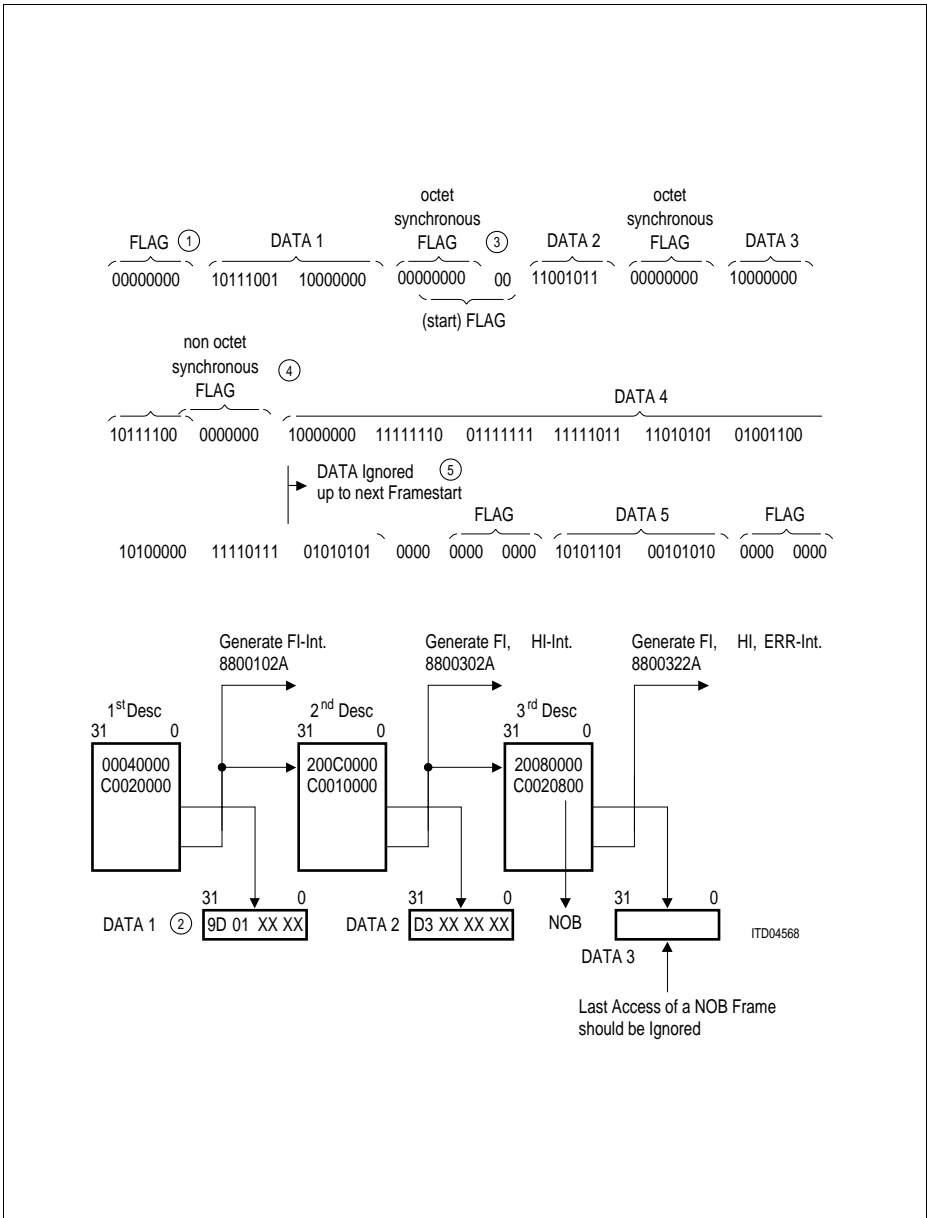 octet
synchronous
octet
synchronous
FLAG 1 DATA 1 FLAG 3 DATA 2 FLAG DATA 3
00000000 10111001 10000000 00000000 00 11001011 00000000 10000000
(start) FLAG
non octet
synchronous 4
FLAG DATA 4
10111100 0000000 10000000 11111110 01111111 11111011 11010101 01001100
DATA Ignored 5
up to next Framestart
FLAG DATA 5 FLAG
10100000 11110111 01010101 0000 0000 0000 10101101 00101010 0000 0000
Generate FI-Int.
8800102A
Generate FI, HI-Int.
8800302A
Generate FI, HI, ERR-Int.
8800322A
1st Desc
31 0
00040000
C0020000
2nd Desc
31 0
200C0000
C0010000
3rd Desc
31 0
20080000
C0020800
31 0
DATA 1 2 9D 01 XX XX
31 0
DATA 2 D3 XX XX XX
NOB
31 0
DATA 3
ITD04568
Last Access of a NOB Frame
should be Ignored